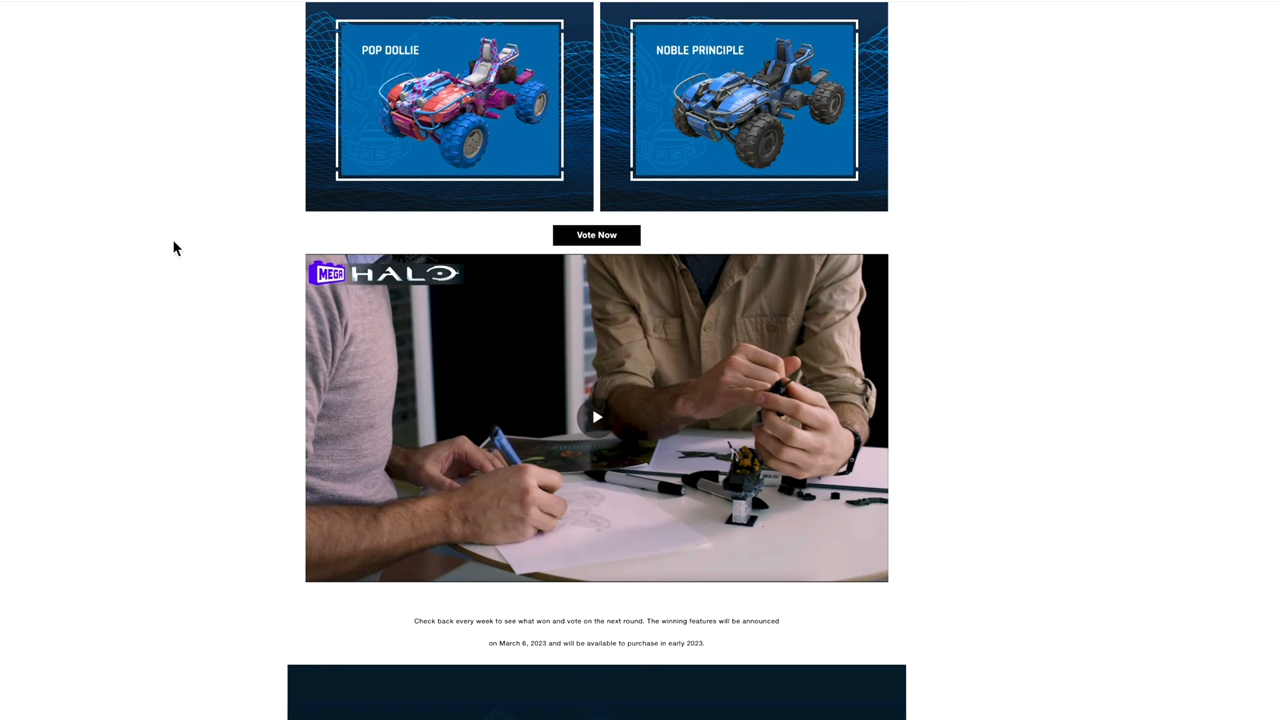 POP DOLLIE
NOBLE PRINCIPLE
Vote Now
MEGA HALO
Check back every week to see what won and vote on the next round. The winning features will be announced
on March 6, 2023 and will be available to purchase in early 2023.